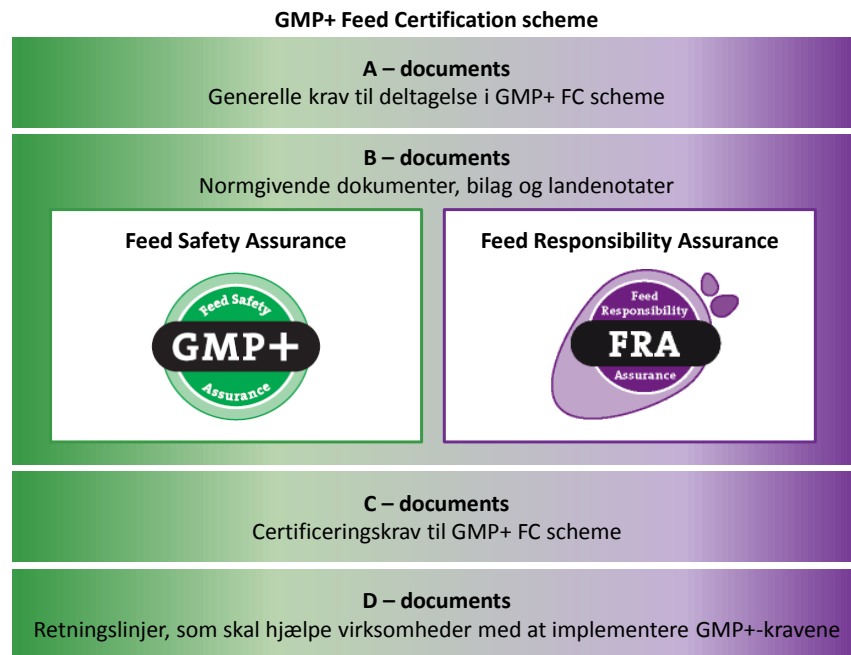 GMP+ Feed Certification scheme
A – documents
Generelle krav til deltagelse i GMP+ FC scheme
B – documents
Normgivende dokumenter, bilag og landenotater
Feed Safety Assurance
Feed Safety
GMP+
Assurance
Feed Responsibility Assurance
Feed
Responsibility
FRA
Assurance
C – documents
Certificeringskrav til GMP+ FC scheme
D – documents
Retningslinjer, som skal hjælpe virksomheder med at implementere GMP+-kravene